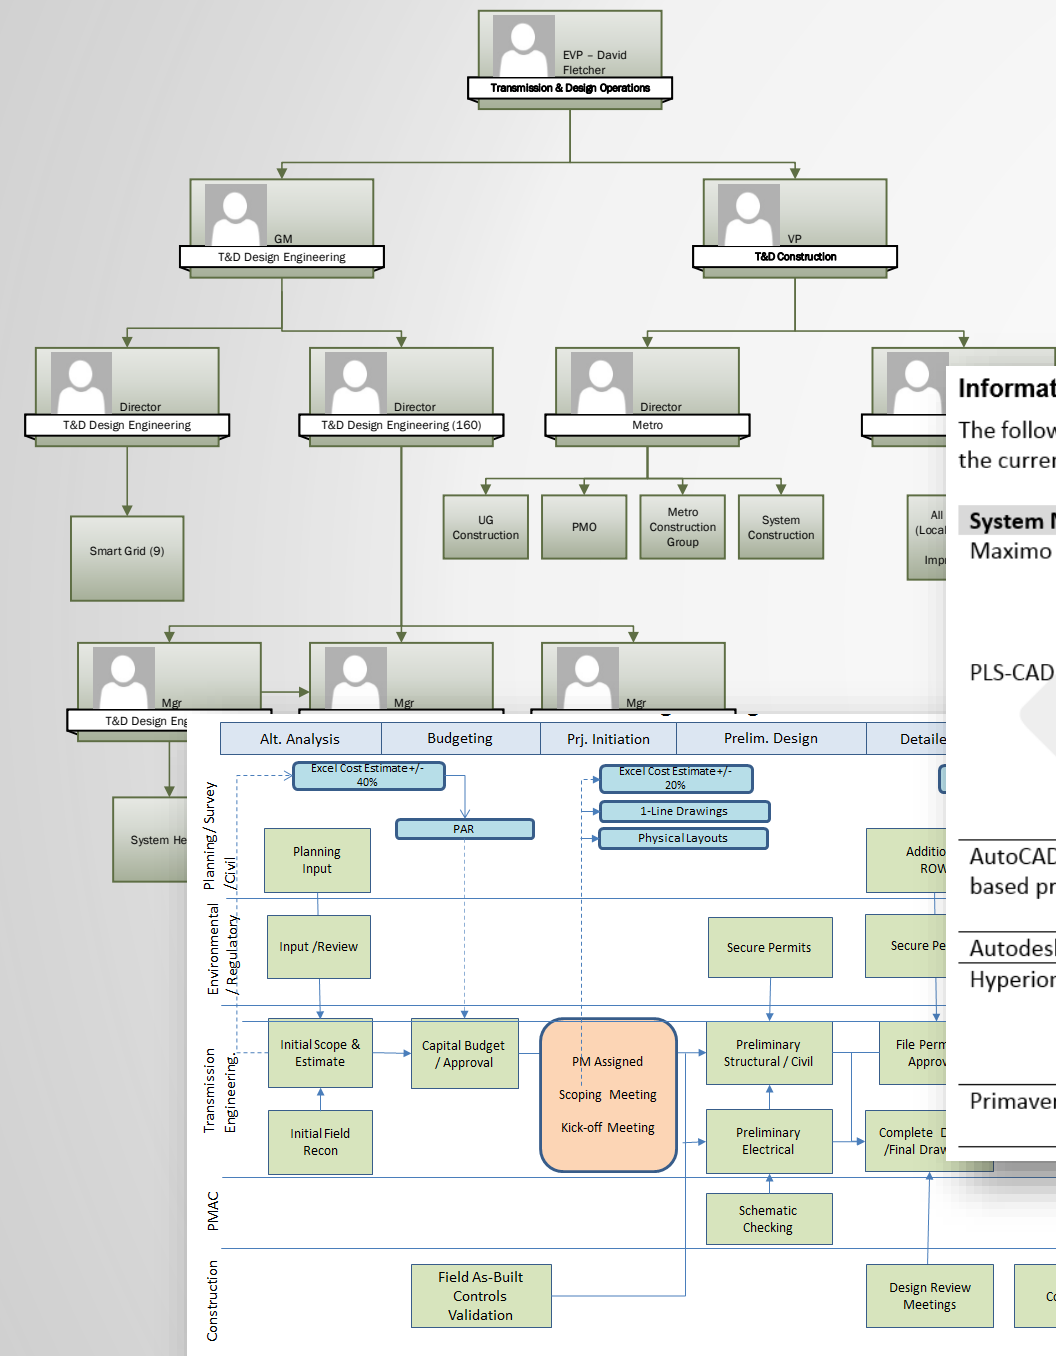 EVP – David
Fletcher
Transmission & Design Operations
GM
T&D Design Engineering
VP
T&D Construction
Director
T&D Design Engineering
Director
T&D Design Engineering (160)
Director
Metro
UG
Construction
PMO
Metro
Construction
Group
System
Construction
All
(Local
Impr
Smart Grid (9)
Mgr
T&D Design Eng
Mgr
Mgr
System He
Informat
The follow
the curren
System N
Maximo
PLS-CAD
AutoCAD
based pr
Autodesk
Hyperion
Primaver
Alt. Analysis
Budgeting
Prj. Initiation
Prelim. Design
Detaile
Planning/ Survey
/Civil
Excel Cost Estimate +/-
40%
PAR
Excel Cost Estimate +/-
20%
1-Line Drawings
Physical Layouts
Planning
Input
Additio
ROW
Environmental
/ Regulatory
Input /Review
Secure Permits
Secure Pe
Transmission
Engineering.
Initial Scope &
Estimate
Capital Budget
/ Approval
PM Assigned
Scoping Meeting
Kick-off Meeting
Preliminary
Structural / Civil
File Perm
Approv
Initial Field
Recon
Preliminary
Electrical
Complete D
/Final Draw
PMAC
Schematic
Checking
Construction
Field As-Built
Controls
Validation
Design Review
Meetings
Co